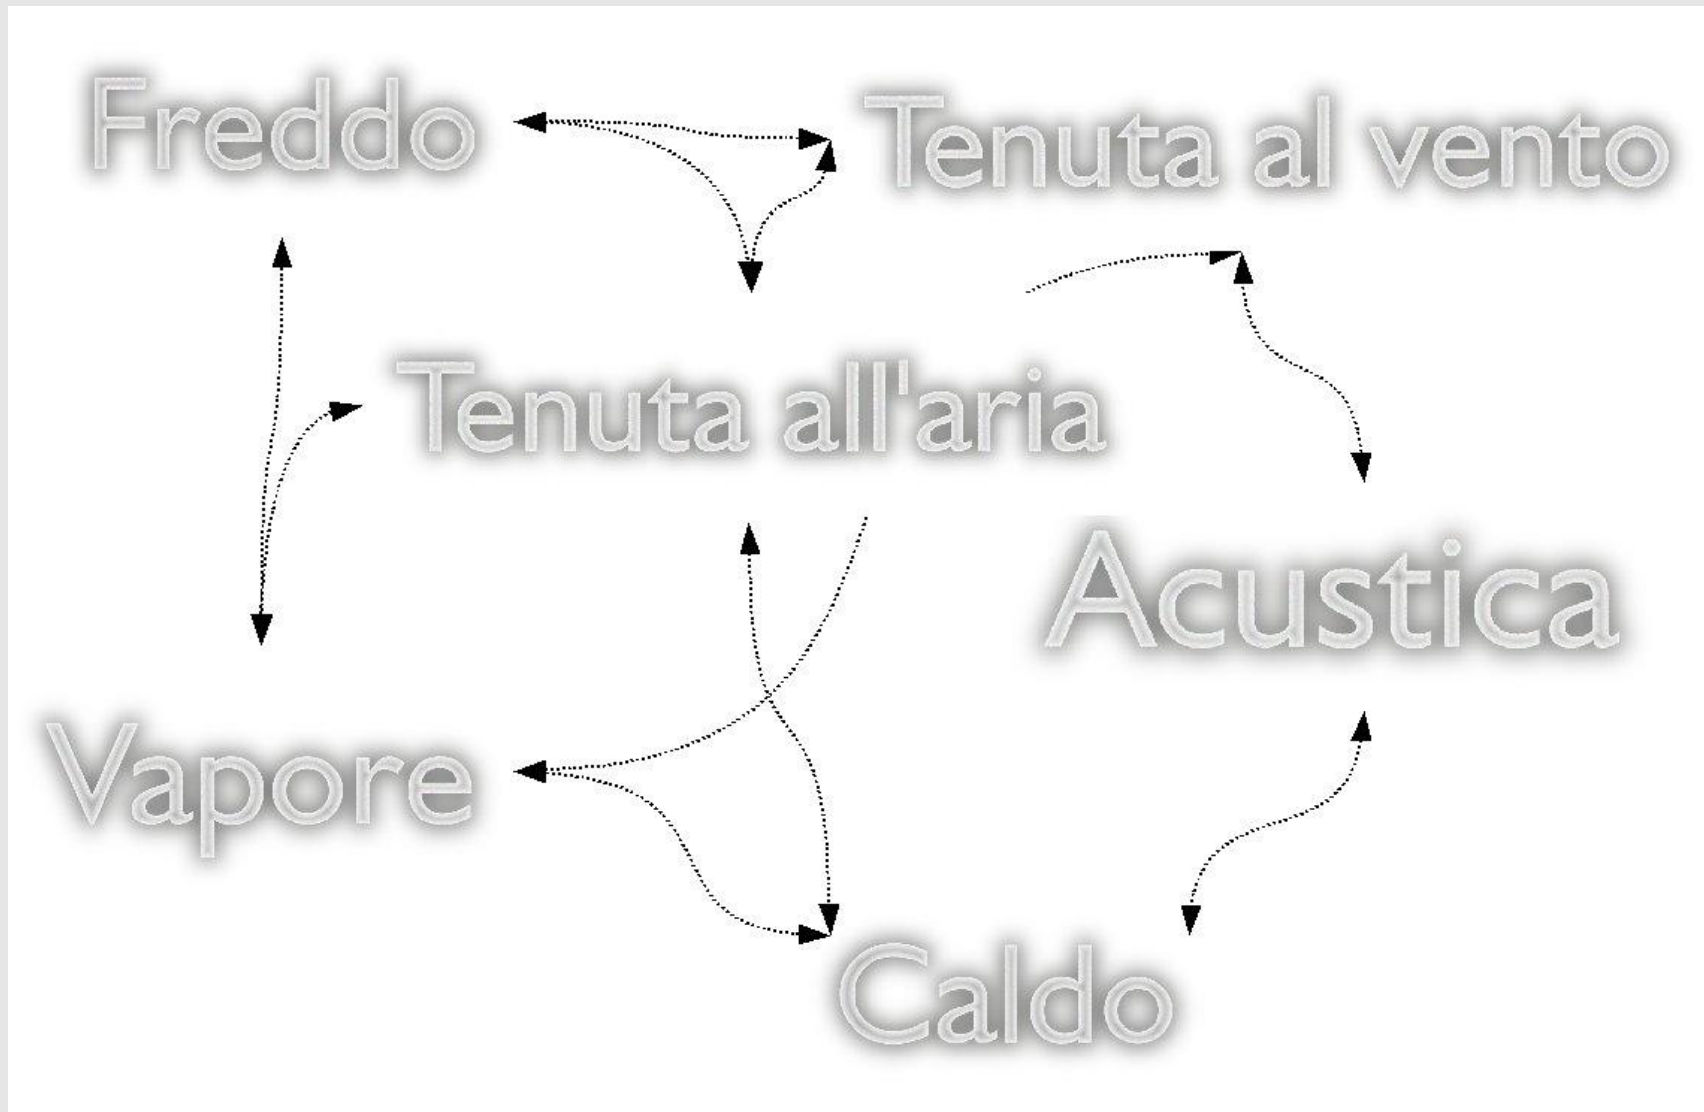 Freddo
Tenuta al vento
Tenuta all'aria
Acustica
Vapore
Caldo